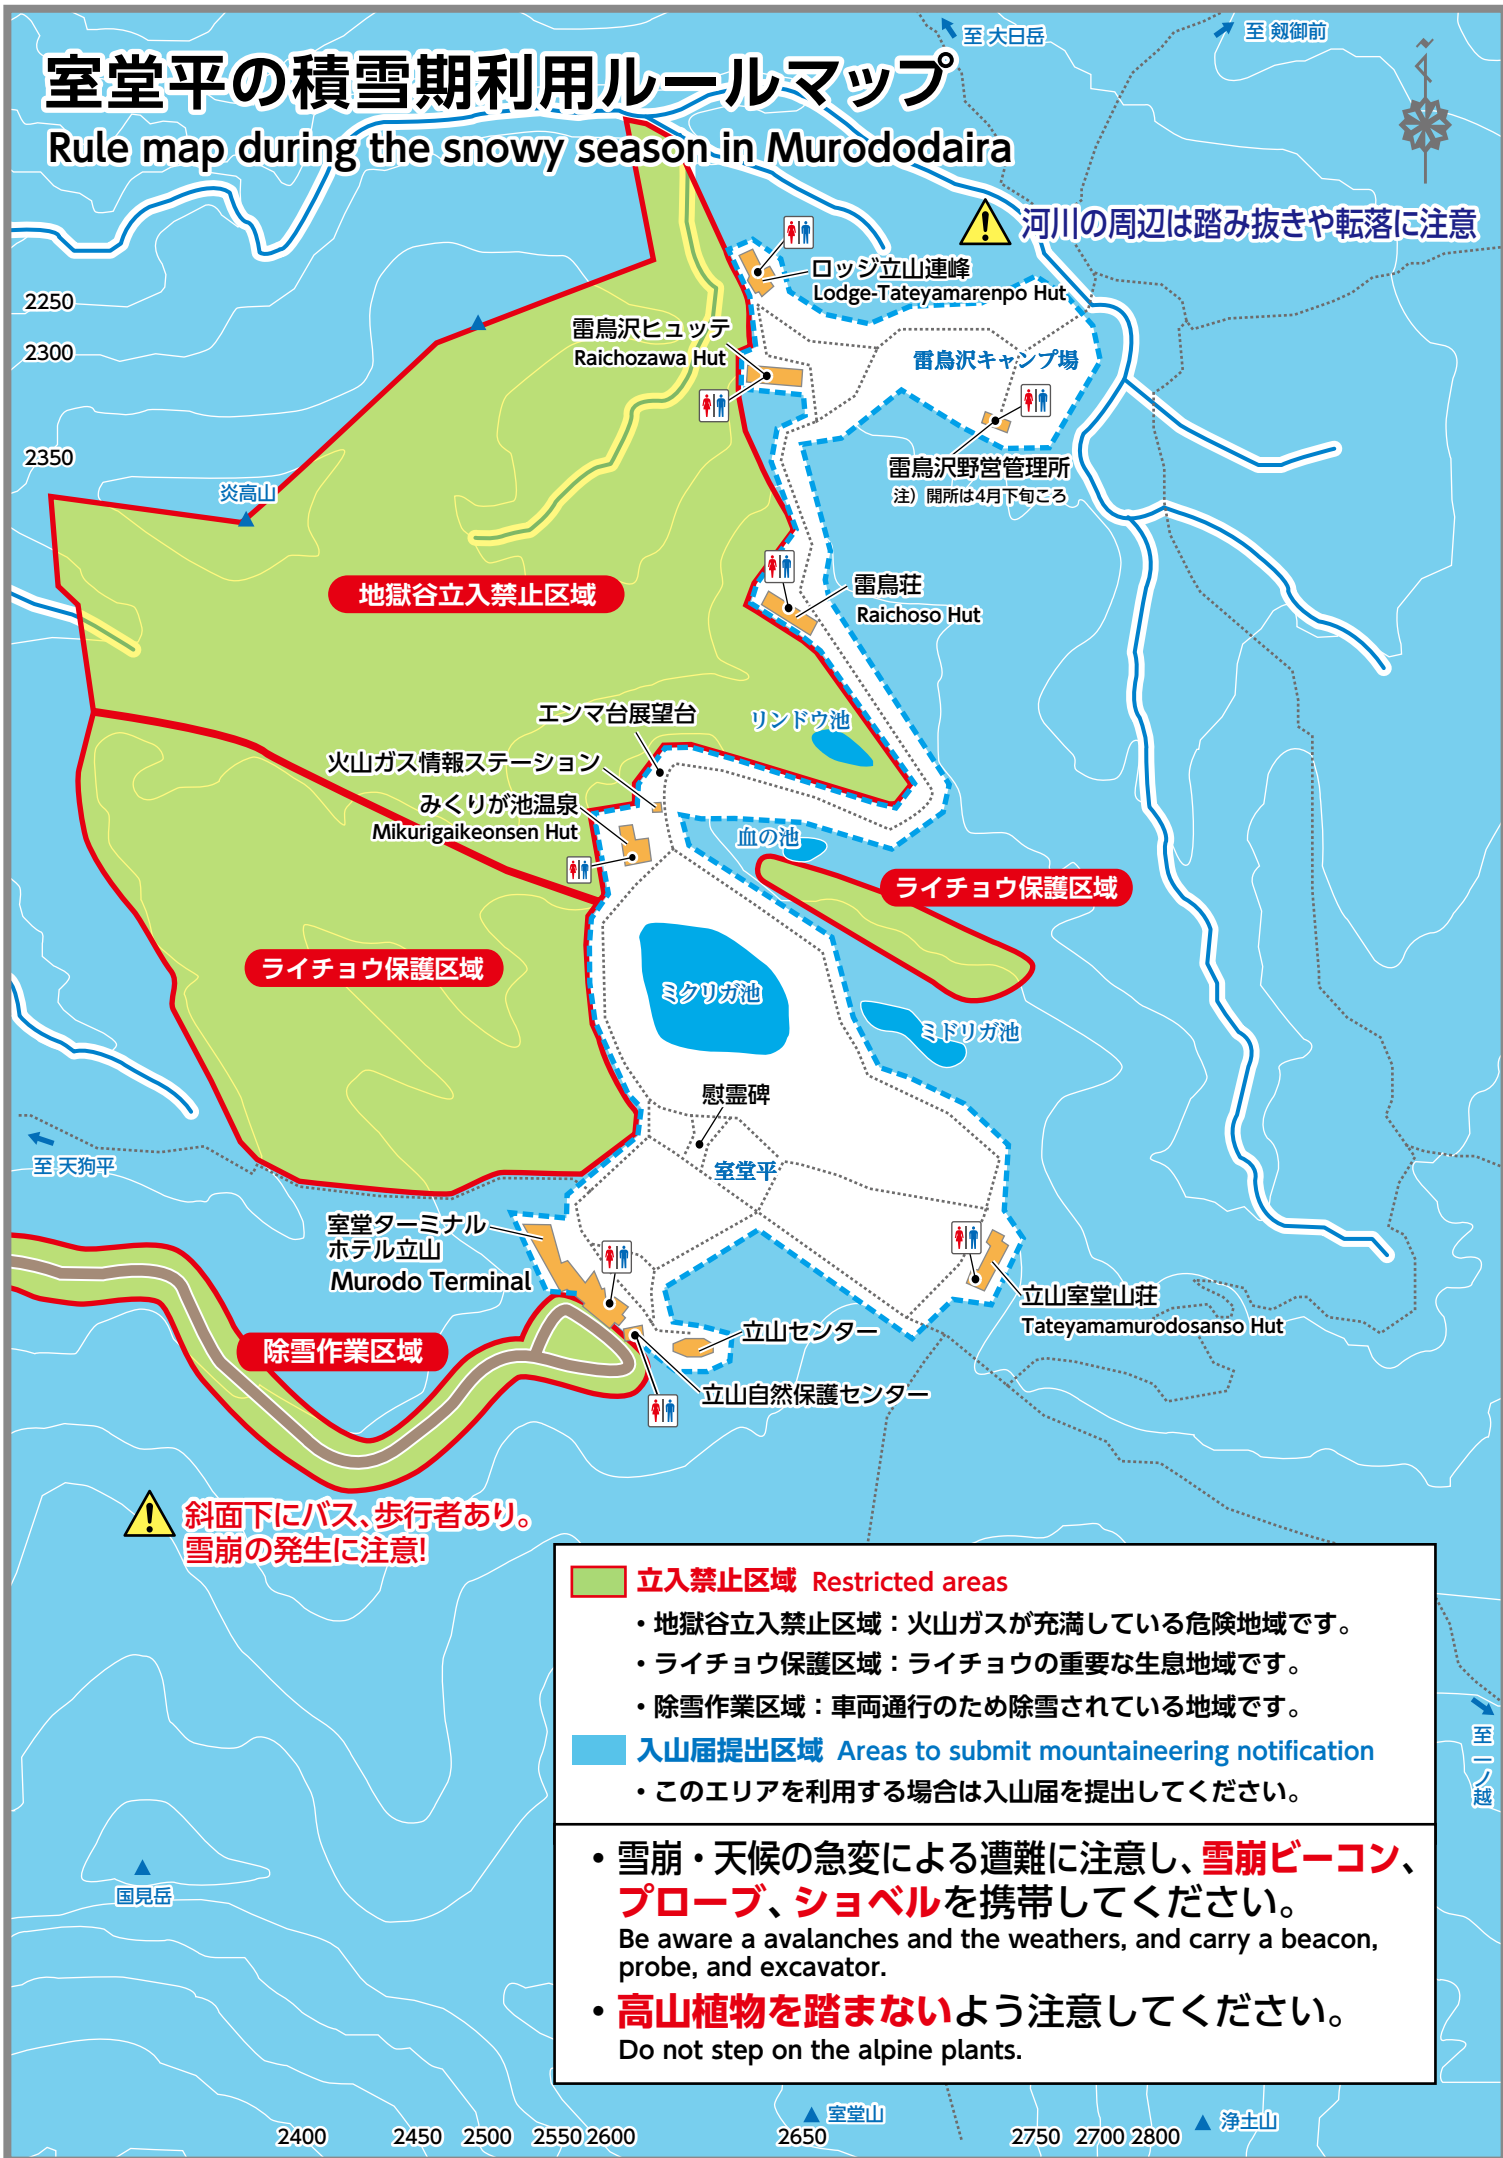 至 大日岳
至 剱御前
室堂平の積雪期利用ルールマップ
Rule map during the snowy season in Murododaira
河川の周辺は踏み抜きや転落に注意
ロッジ立山連峰
Lodge-Tateyamarenpo Hut
2250
雷鳥沢ヒュッテ
Raichozawa Hut
2300
雷鳥沢キャンプ場
2350
雷鳥沢野営管理所
注）開所は4月下旬ころ
炎高山
地獄谷立入禁止区域
雷鳥荘
Raichoso Hut
エンマ台展望台
リンドウ池
火山ガス情報ステーション
みくりが池温泉
Mikurigaikeonsen Hut
血の池
ライチョウ保護区域
ライチョウ保護区域
ミクリガ池
ミドリガ池
慰霊碑
至 天狗平
室堂平
室堂ターミナル
ホテル立山
Murodo Terminal
立山室堂山荘
Tateyamamurodosanso Hut
立山センター
除雪作業区域
立山自然保護センター
斜面下にバス、歩行者あり。
雪崩の発生に注意!
立入禁止区域 Restricted areas
・地獄谷立入禁止区域：火山ガスが充満している危険地域です。
・ライチョウ保護区域：ライチョウの重要な生息地域です。
・除雪作業区域：車両通行のため除雪されている地域です。
入山届提出区域 Areas to submit mountaineering notification
・このエリアを利用する場合は入山届を提出してください。
至 一ノ越
・雪崩・天候の急変による遭難に注意し、雪崩ビーコン、
プローブ、ショベルを携帯してください。
Be aware a avalanches and the weathers, and carry a beacon,
probe, and excavator.
・高山植物を踏まないよう注意してください。
Do not step on the alpine plants.
国見岳
室堂山
浄土山
2400 2450 2500 2550 2600 2650 2750 2700 2800